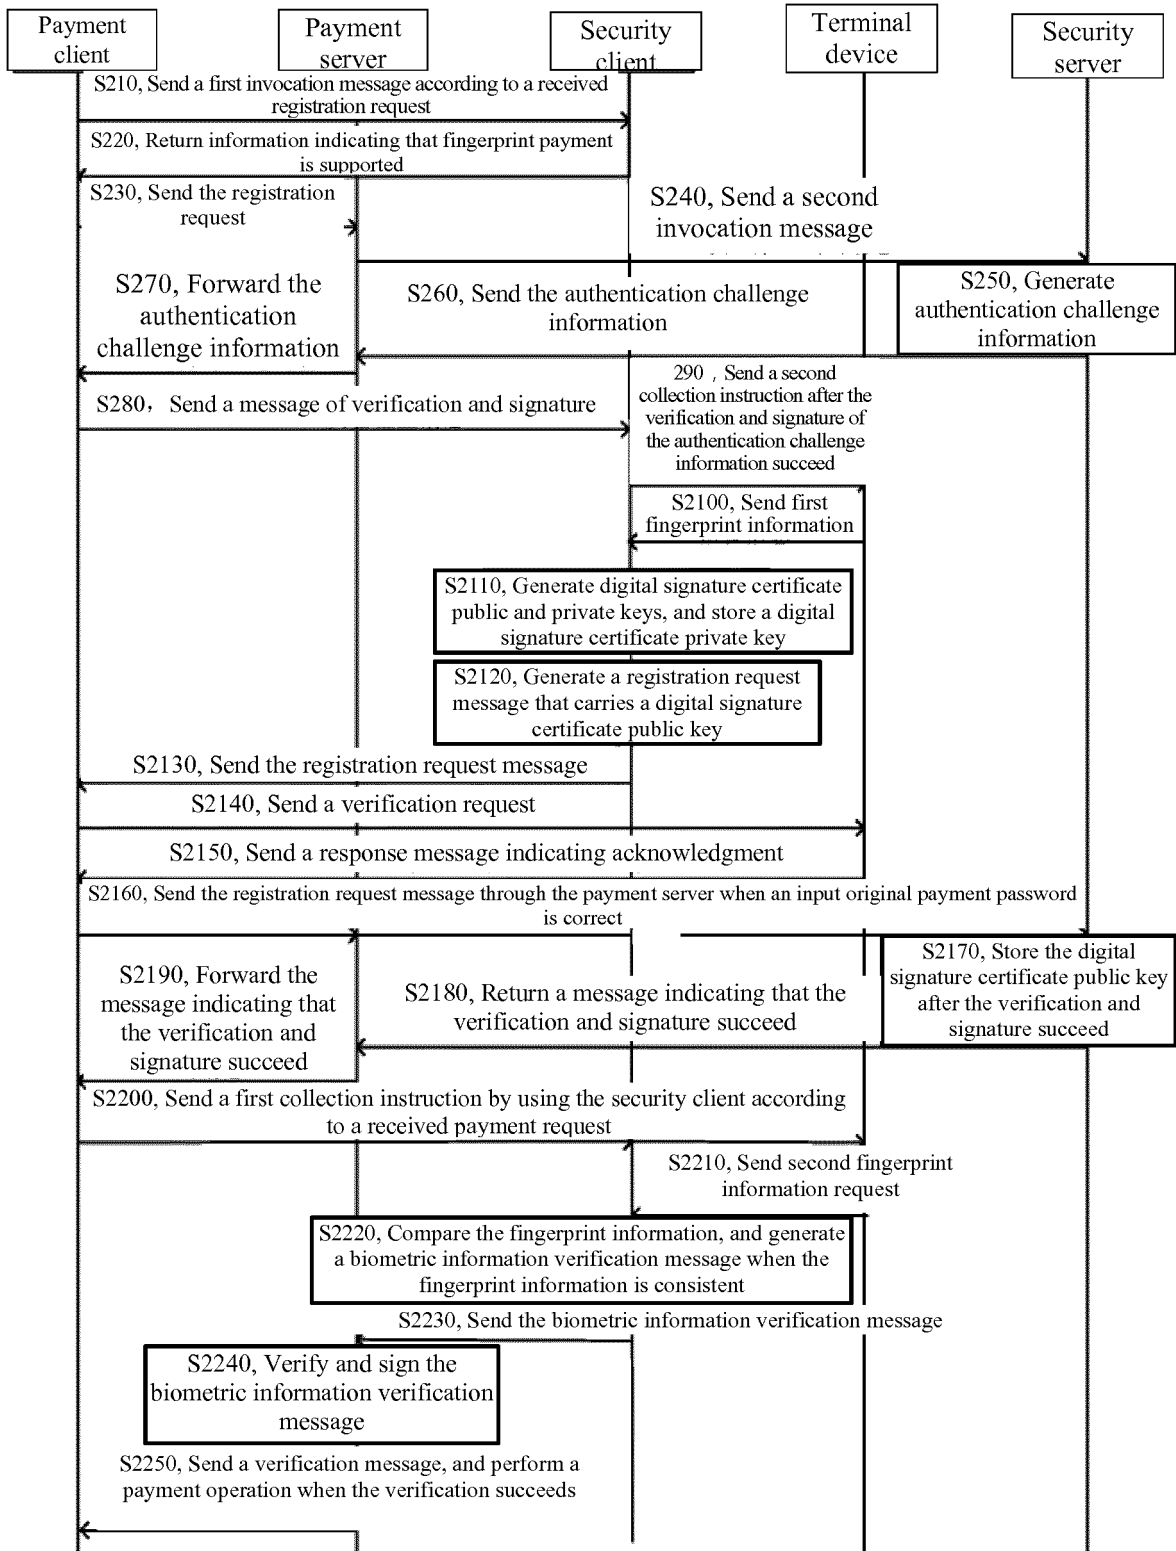 Payment
client
Payment
server
Security
client
Terminal
device
Security
server
S210, Send a first invocation message according to a received
registration request
S220, Return information indicating that fingerprint payment
is supported
S230, Send the registration
request
S240, Send a second
invocation message
S250, Generate
authentication challenge
information
S260, Send the authentication challenge
information
S270, Forward the
authentication
challenge information
S280, Send a message of verification and signature
290 , Send a second
collection instruction after the
verification and signature of
the authentication challenge
information succeed
S2100, Send first
fingerprint information
S2110, Generate digital signature certificate
public and private keys, and store a digital
signature certificate private key
S2120, Generate a registration request
message that carries a digital signature
certificate public key
S2130, Send the registration request message
S2140, Send a verification request
S2150, Send a response message indicating acknowledgment
S2160, Send the registration request message through the payment server when an input original payment password
is correct
S2170, Store the digital
signature certificate public key
after the verification and
signature succeed
S2180, Return a message indicating that the
verification and signature succeed
S2190, Forward the
message indicating that
the verification and
signature succeed
S2200, Send a first collection instruction by using the security client according
to a received payment request
S2210, Send second fingerprint
information request
S2220, Compare the fingerprint information, and generate
a biometric information verification message when the
fingerprint information is consistent
S2230, Send the biometric information verification message
S2240, Verify and sign the
biometric information verification
message
S2250, Send a verification message, and perform a
payment operation when the verification succeeds